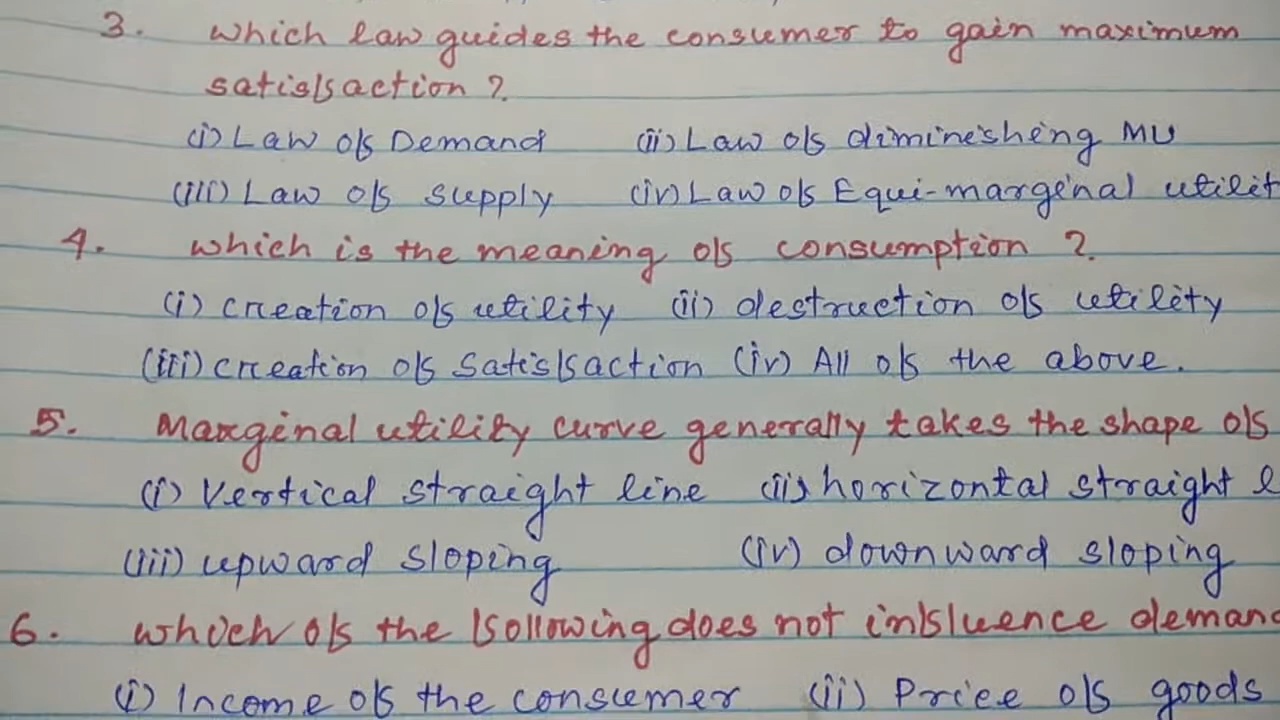 3. which law guides the consumer to gain maximum
satisfaction ?
(i) Law of Demand (ii) Law of diminishing MU
(iii) Law of supply (iv) Law of Equi-marginal utilit
4. which is the meaning of consumption ?
(i) creation of utility (ii) destruction of utility
(iii) creation of satisfaction (iv) All of the above.
5. Marginal utility curve generally takes the shape of
(i) Vertical straight line (ii) horizontal straight l
(iii) upward sloping (iv) downward sloping
6. which of the following does not influence deman
(i) Income of the consumer (ii) Price of goods